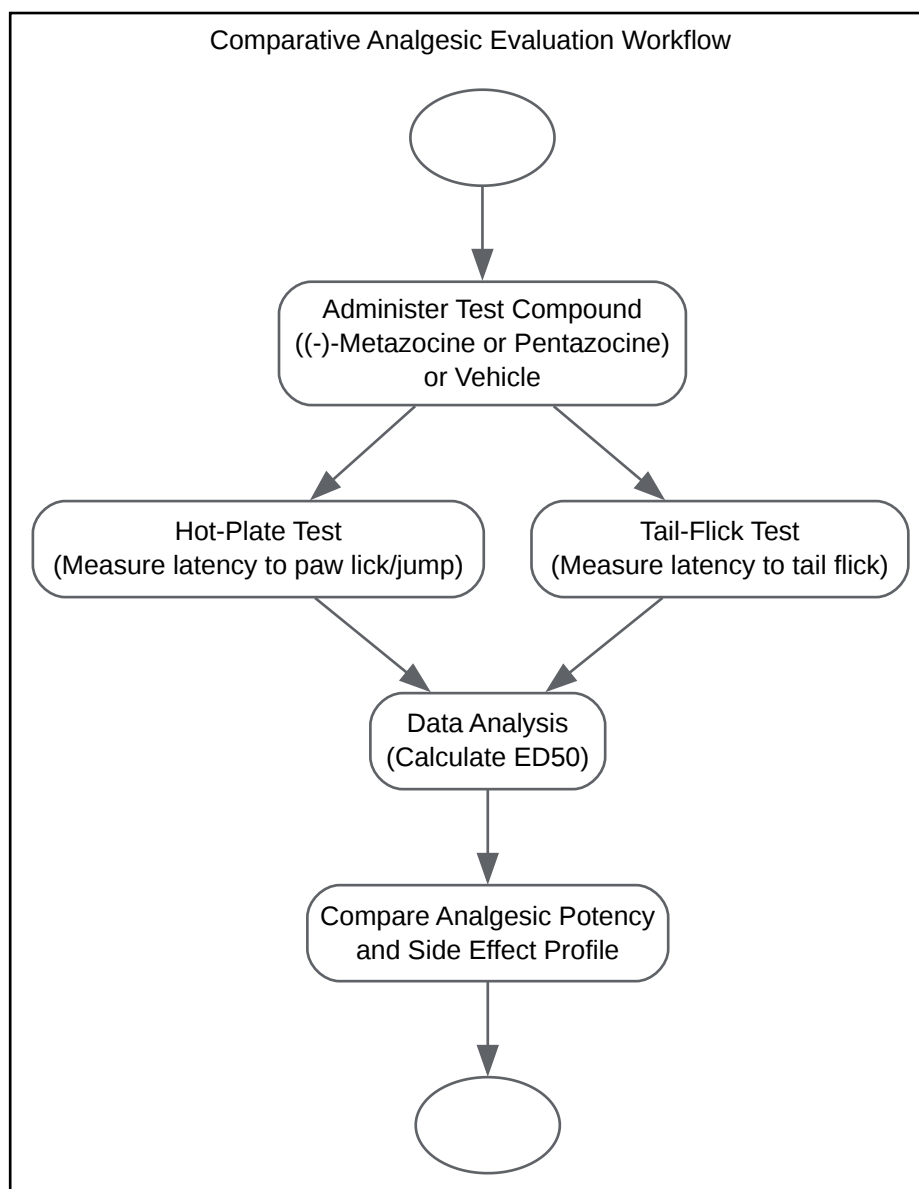 Comparative Analgesic Evaluation Workflow
Administer Test Compound
((-)-Metazocine or Pentazocine)
or Vehicle
Hot-Plate Test
(Measure latency to paw lick/jump)
Tail-Flick Test
(Measure latency to tail flick)
Data Analysis
(Calculate ED50)
Compare Analgesic Potency
and Side Effect Profile